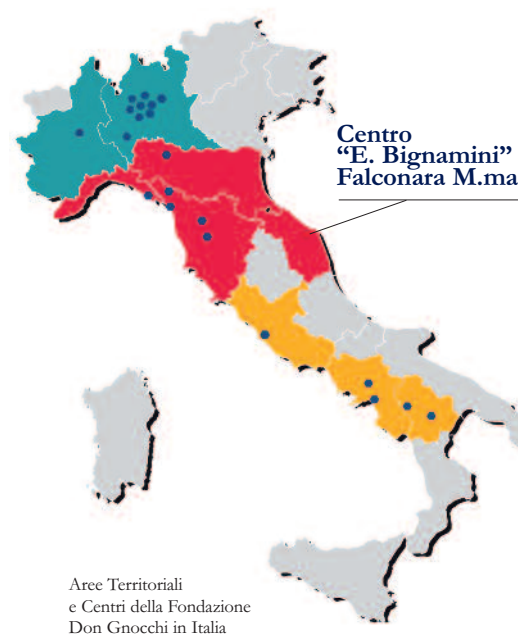 Centro
“E. Bignamini”
Falconara M.ma
Aree Territoriali
e Centri della Fondazione
Don Gnocchi in Italia